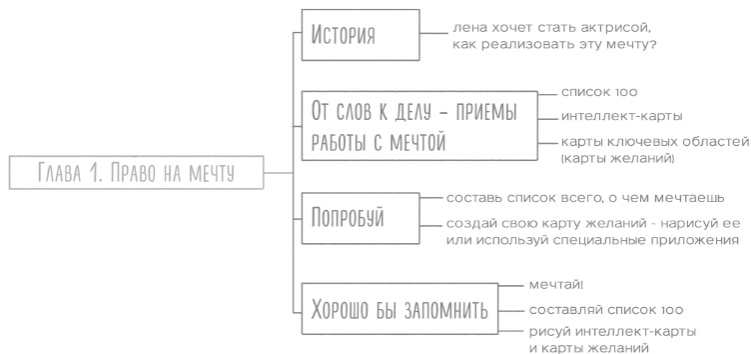 Глава 1. Право на мечту
История
лена хочет стать актрисой,
как реализовать эту мечту?
От слов к делу – приемы
работы с мечтой
список 100
интеллект-карты
карты ключевых областей
(карты желаний)
Попробуй
составь список всего, о чем мечтаешь
создай свою карту желаний - нарисуй ее
или используй специальные приложения
Хорошо бы запомнить
мечтай!
составляй список 100
рисуй интеллект-карты
и карты желаний